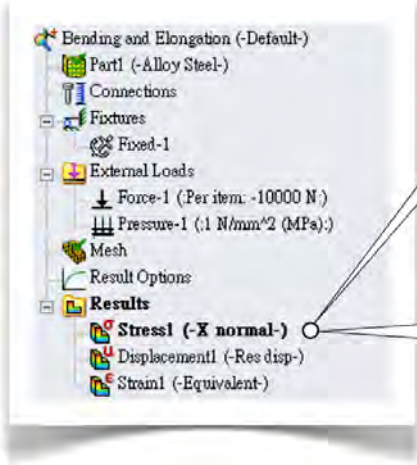 Bending and Elongation (-Default-)
Part1 (-Alloy Steel-)
Connections
Fixtures
Fixed-1
External Loads
Force-1 (:Per item: -10000 N:)
Pressure-1 (:1 N/mm^2 (MPa):)
Mesh
Result Options
Results
Stress1 (-X normal-)
Displacement1 (-Res disp-)
Strain1 (-Equivalent-)